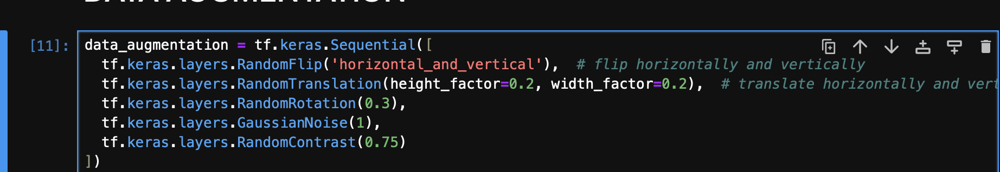 DATA AUGMENTATION
[11]:
data_augmentation = tf.keras.Sequential([
  tf.keras.layers.RandomFlip('horizontal_and_vertical'),  # flip horizontally and vertically
  tf.keras.layers.RandomTranslation(height_factor=0.2, width_factor=0.2),  # translate horizontally and vert
  tf.keras.layers.RandomRotation(0.3),
  tf.keras.layers.GaussianNoise(1),
  tf.keras.layers.RandomContrast(0.75)
])